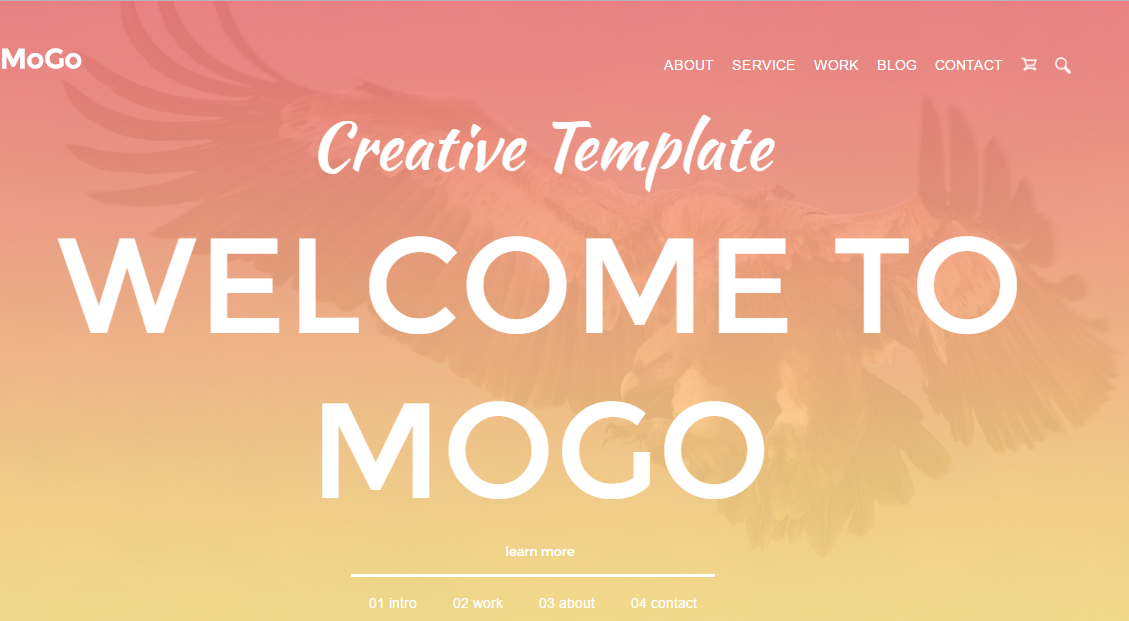 MoGo
ABOUT SERVICE WORK BLOG CONTACT
Creative Template
WELCOME TO
MOGO
learn more
01 intro 02 work 03 about 04 contact